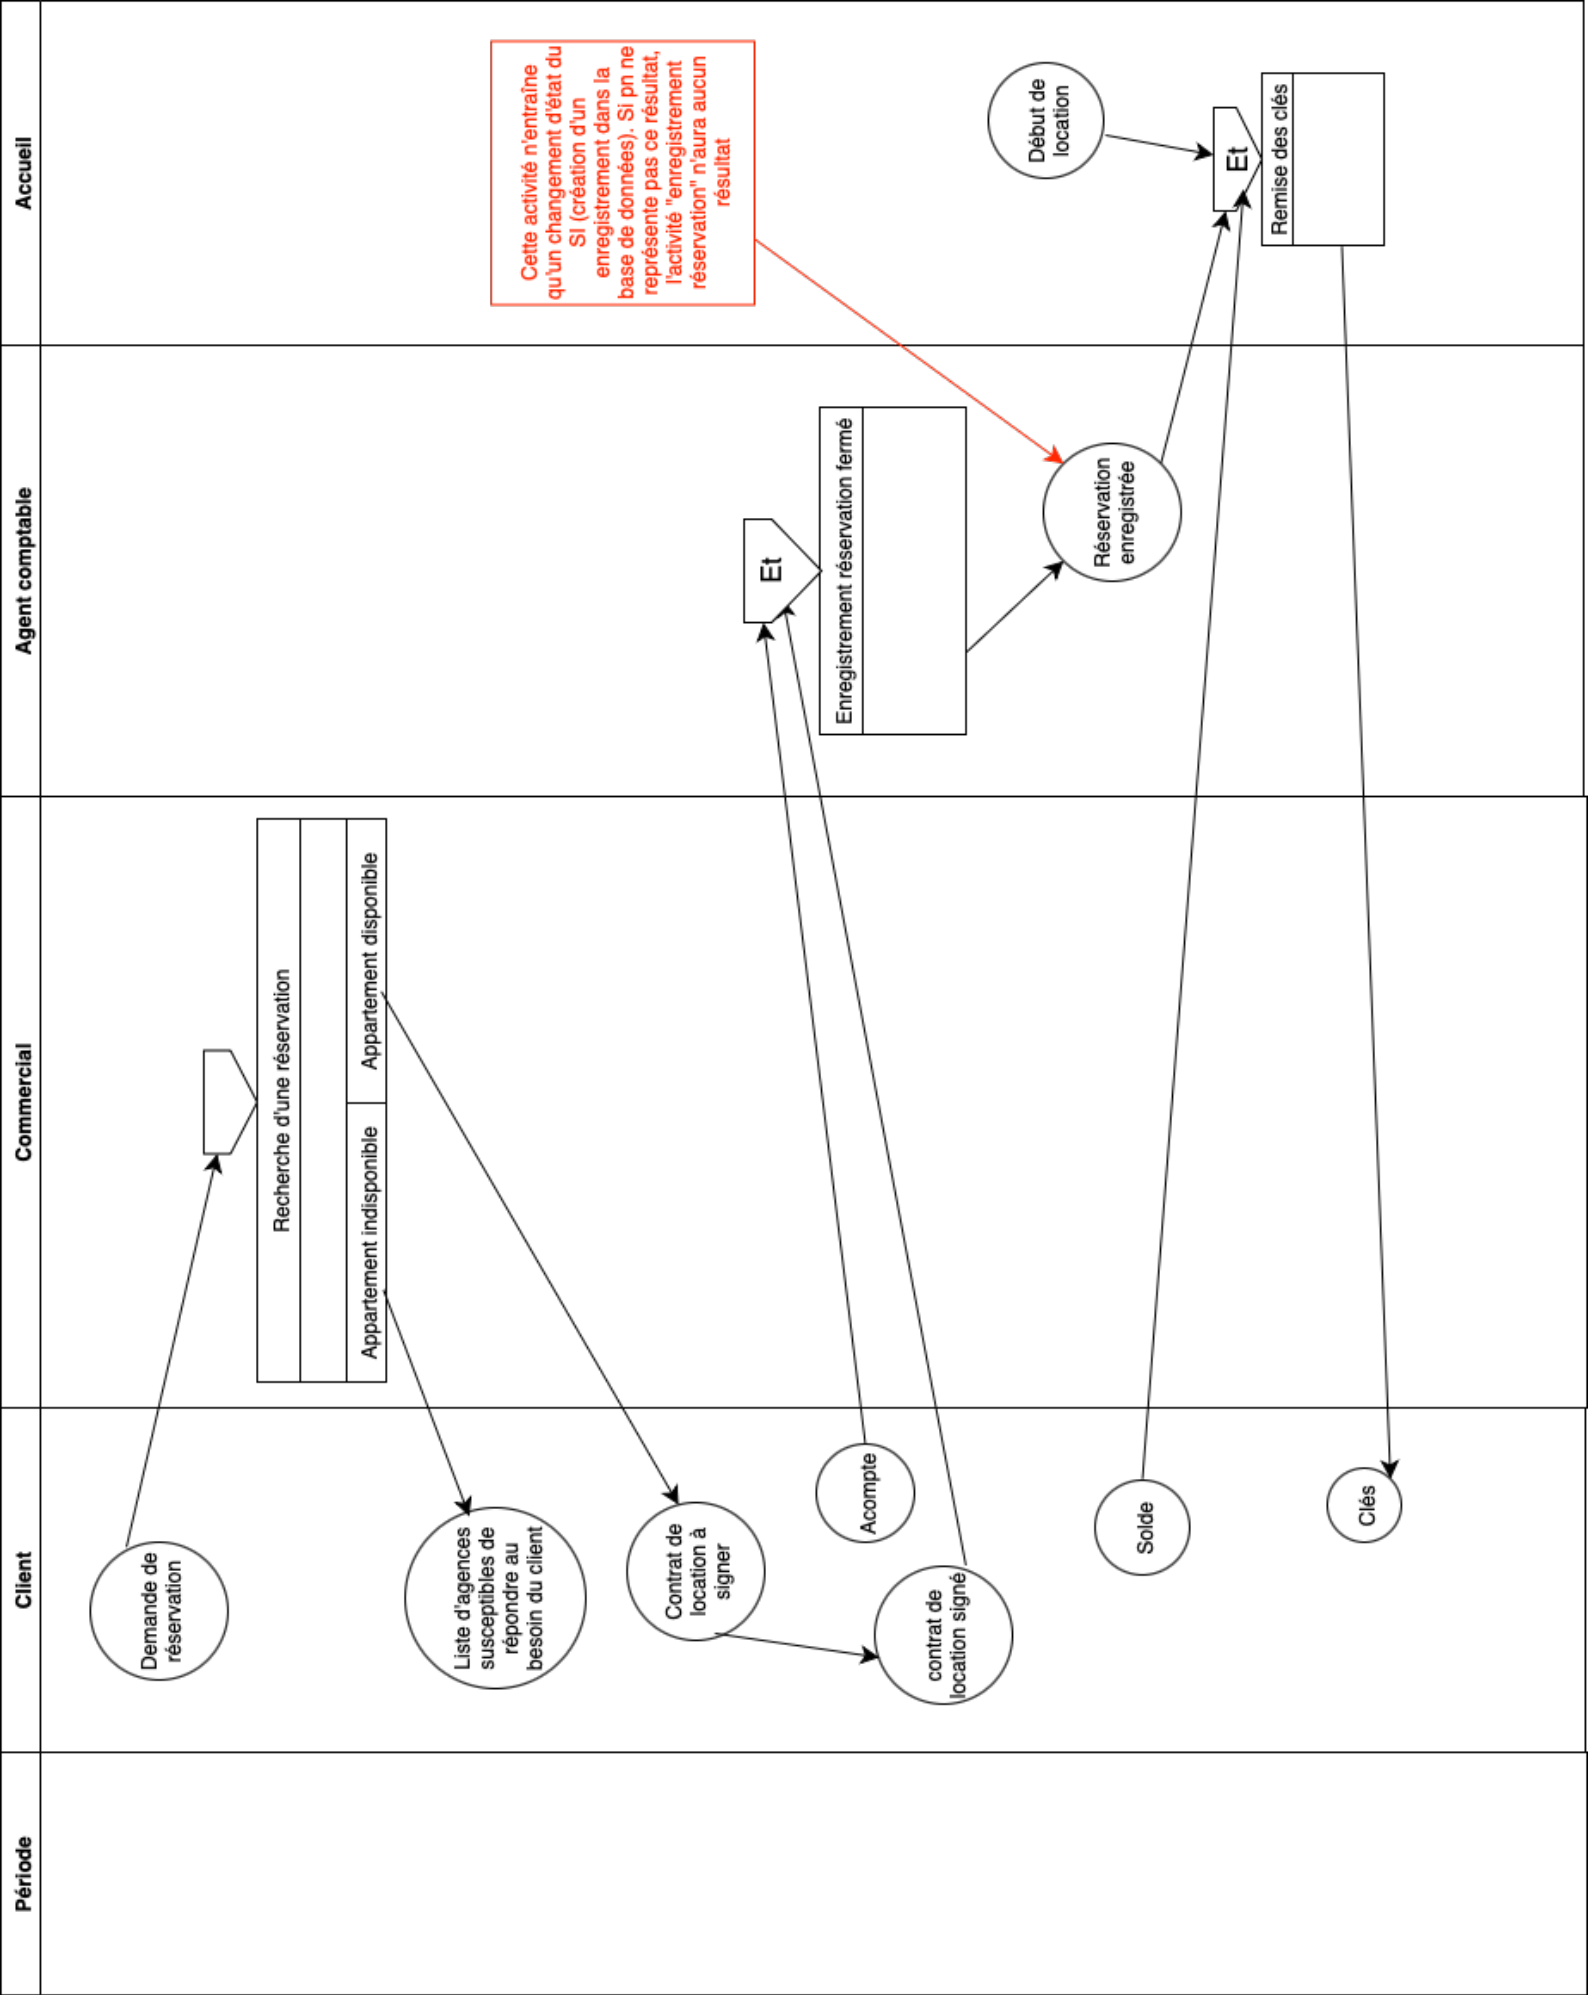 Période
Client
Commercial
Agent comptable
Accueil
Demande de
réservation
Recherche d'une réservation
Appartement indisponible
Appartement disponible
Liste d'agences
susceptibles de
répondre au
besoin du client
Cette activité n'entraîne
qu'un changement d'état du
SI (création d'un
enregistrement dans la
base de données). Si pn ne
représente pas ce résultat,
l'activité "enregistrement
réservation" n'aura aucun
résultat
Contrat de
location à
signer
Et
Acompte
Enregistrement réservation fermé
contrat de
location signé
Début de
location
Réservation
enregistrée
Solde
Et
Remise des clés
Clés